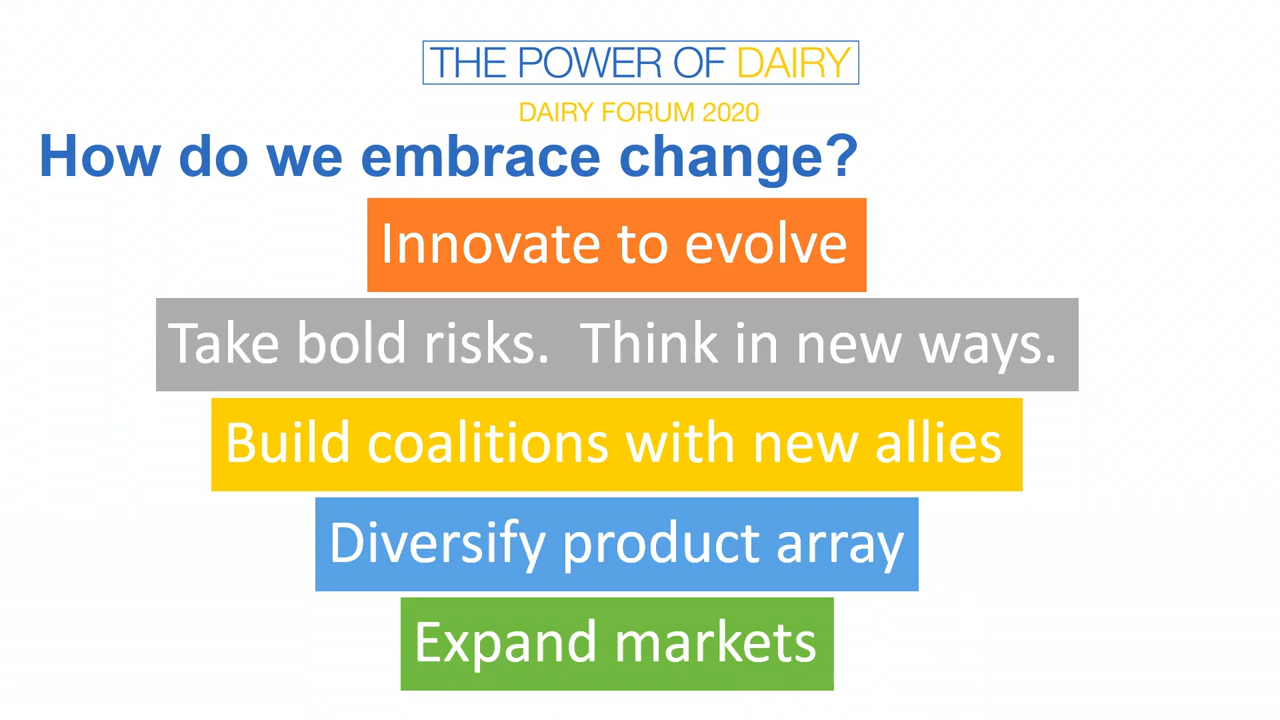 THE POWER OF DAIRY
DAIRY FORUM 2020
How do we embrace change?
Innovate to evolve
Take bold risks.  Think in new ways.
Build coalitions with new allies
Diversify product array
Expand markets